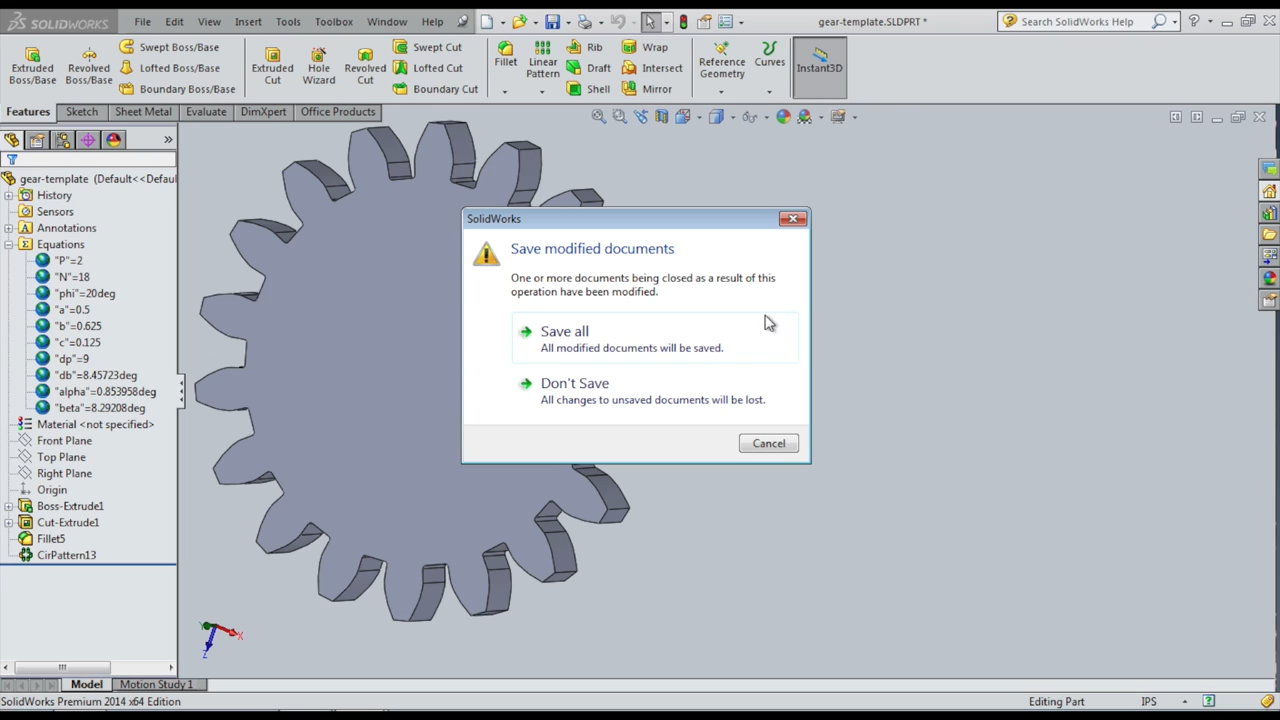 SOLIDWORKS File Edit View Insert Tools Toolbox Window Help gear-template.SLDPRT * Search SolidWorks Help
Extruded Boss/Base
Revolved Boss/Base
Swept Boss/Base
Lofted Boss/Base
Boundary Boss/Base
Extruded Cut
Hole Wizard
Revolved Cut
Swept Cut
Lofted Cut
Boundary Cut
Fillet
Linear Pattern
Rib
Draft
Shell
Wrap
Intersect
Mirror
Reference Geometry
Curves
Instant3D
Features Sketch Sheet Metal Evaluate DimXpert Office Products
gear-template (Default<<Defaul
History
Sensors
Annotations
Equations
"P"=2
"N"=18
"phi"=20deg
"a"=0.5
"b"=0.625
"c"=0.125
"dp"=9
"db"=8.45723deg
"alpha"=0.853958deg
"beta"=8.29208deg
Material <not specified>
Front Plane
Top Plane
Right Plane
Origin
Boss-Extrude1
Cut-Extrude1
Fillet5
CirPattern13
SolidWorks
Save modified documents
One or more documents being closed as a result of this
operation have been modified.
Save all
All modified documents will be saved.
Don't Save
All changes to unsaved documents will be lost.
Cancel
Y X
Z
Model Motion Study 1
SolidWorks Premium 2014 x64 Edition Editing Part IPS